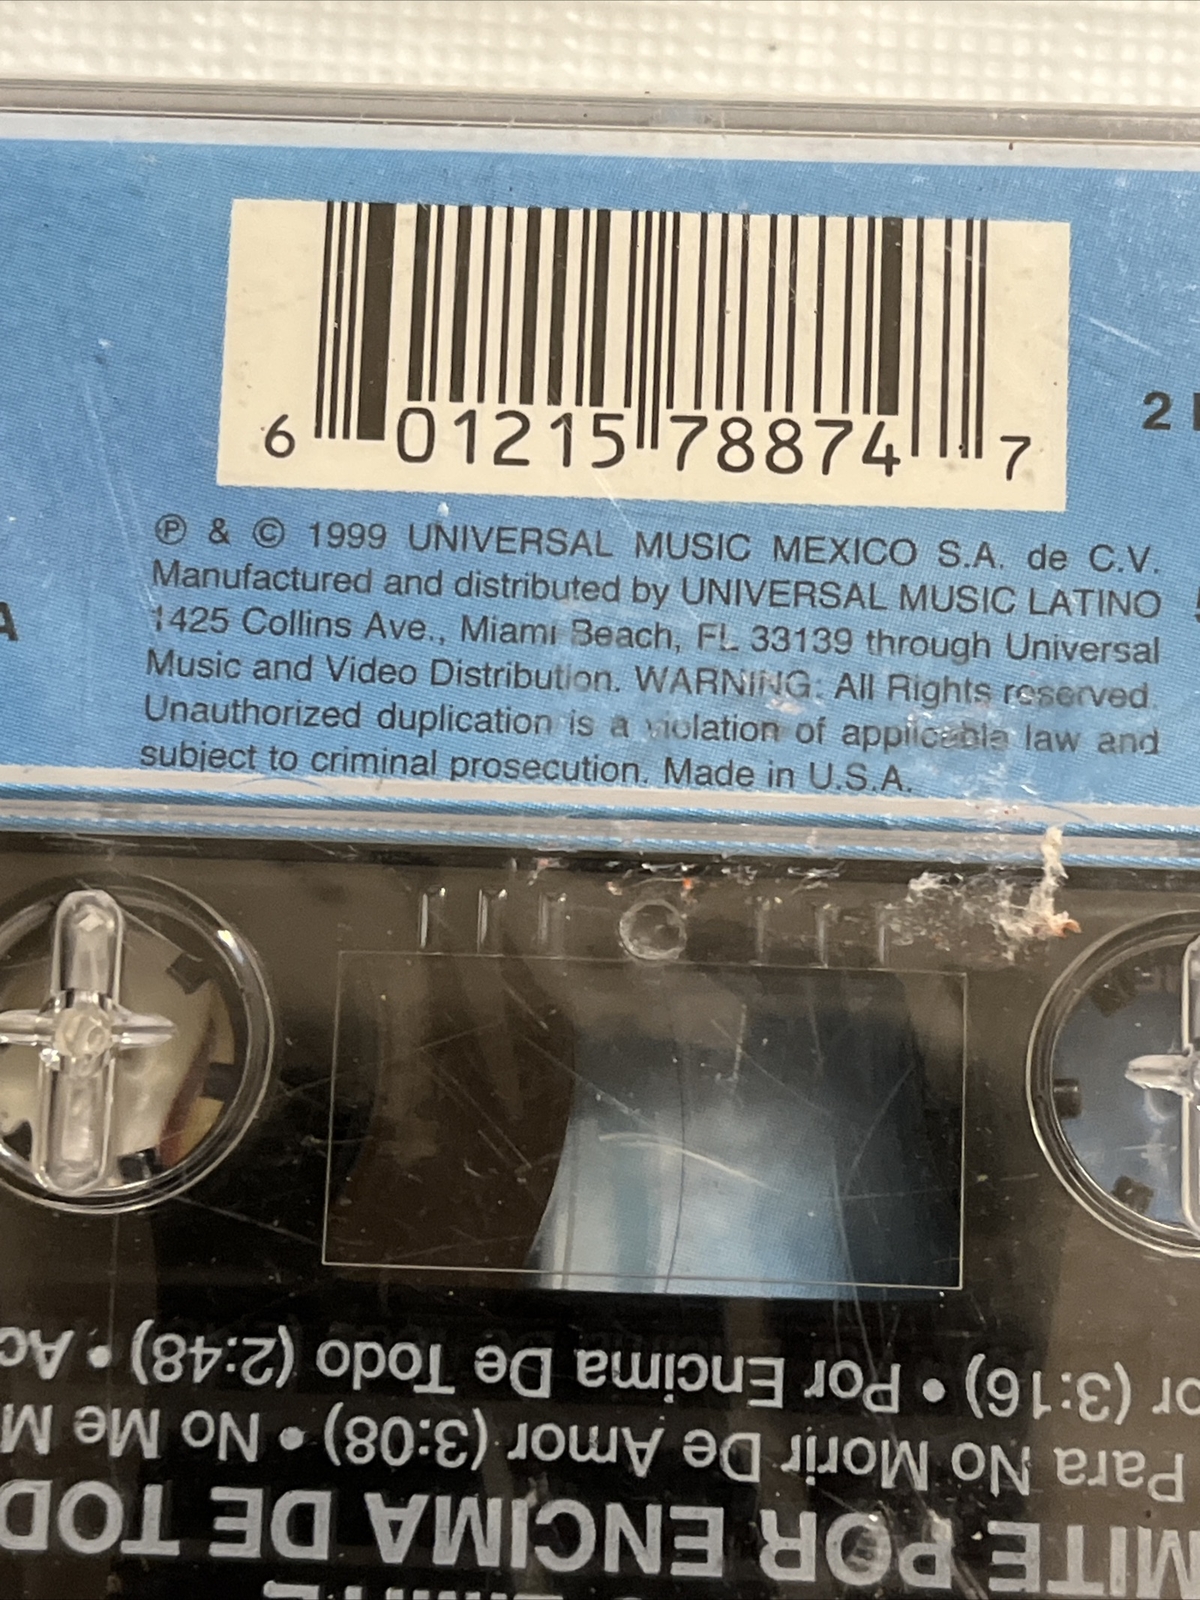 6 01215 78874 7
2
A
Ⓟ & © 1999 UNIVERSAL MUSIC MEXICO S.A. de C.V.
Manufactured and distributed by UNIVERSAL MUSIC LATINO
1425 Collins Ave., Miami Beach, FL 33139 through Universal
Music and Video Distribution. WARNING: All Rights reserved.
Unauthorized duplication is a violation of applicable law and
subject to criminal prosecution. Made in U.S.A.
MITE POR ENCIMA DE TOD
Para No Morir De Amor (3:08) • No Me M
or (3:16) • Por Encima De Todo (2:48) • Ac